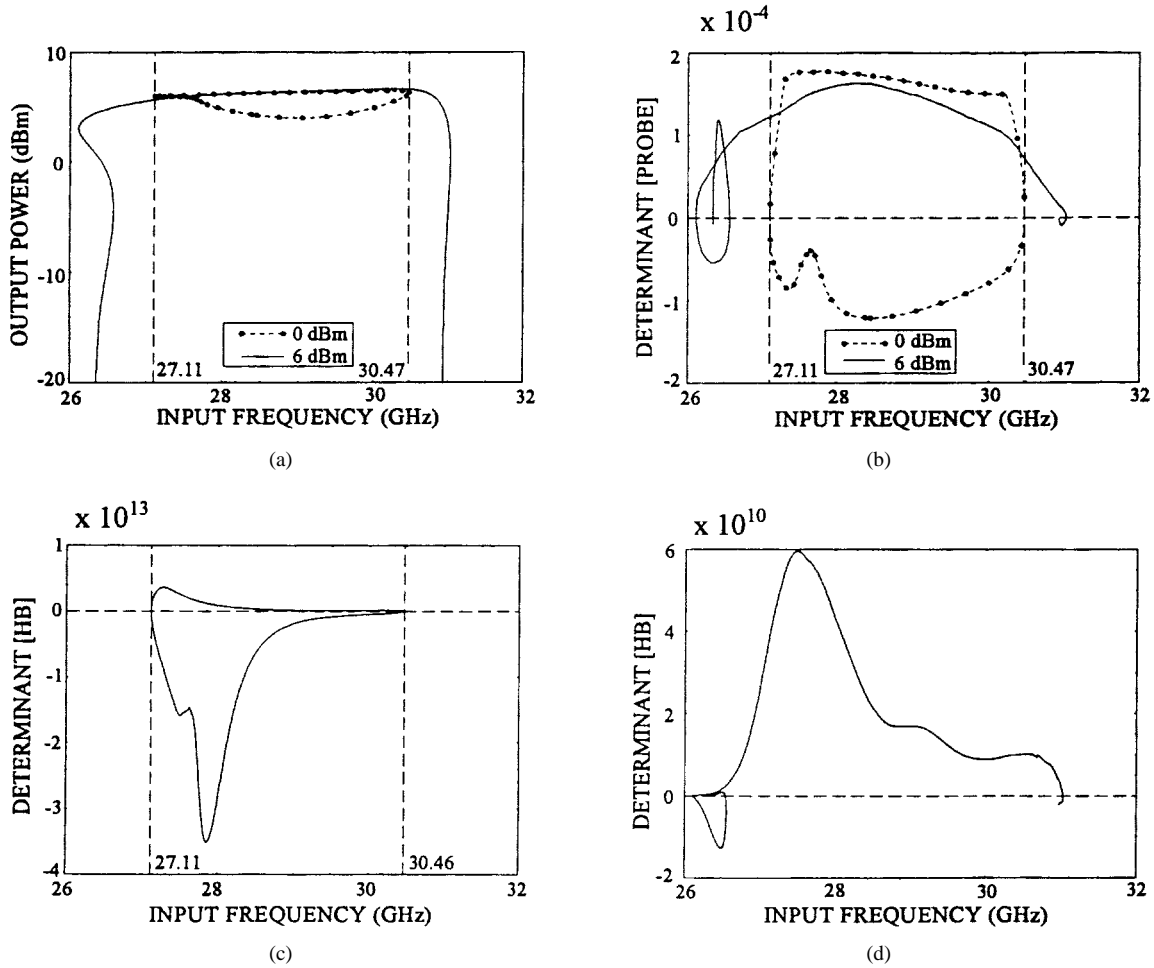 10
0
-10
-20
OUTPUT POWER (dBm)
0 dBm
6 dBm
27.11
30.47
26
28
30
32
INPUT FREQUENCY (GHz)
(a)
x 10⁻⁴
2
1
0
-1
-2
DETERMINANT [PROBE]
0 dBm
6 dBm
27.11
30.47
26
28
30
32
INPUT FREQUENCY (GHz)
(b)
x 10¹³
1
0
-1
-2
-3
-4
DETERMINANT [HB]
27.11
30.46
26
28
30
32
INPUT FREQUENCY (GHz)
(c)
x 10¹⁰
6
4
2
0
-2
DETERMINANT [HB]
26
28
30
32
INPUT FREQUENCY (GHz)
(d)